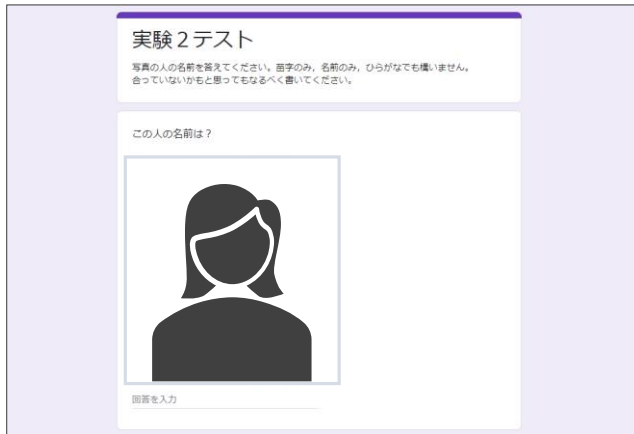 実験２テスト
写真の人の名前を答えてください。苗字のみ，名前のみ，ひらがなでも構いません。
合っていないかもと思ってもなるべく書いてください。
この人の名前は？
回答を入力